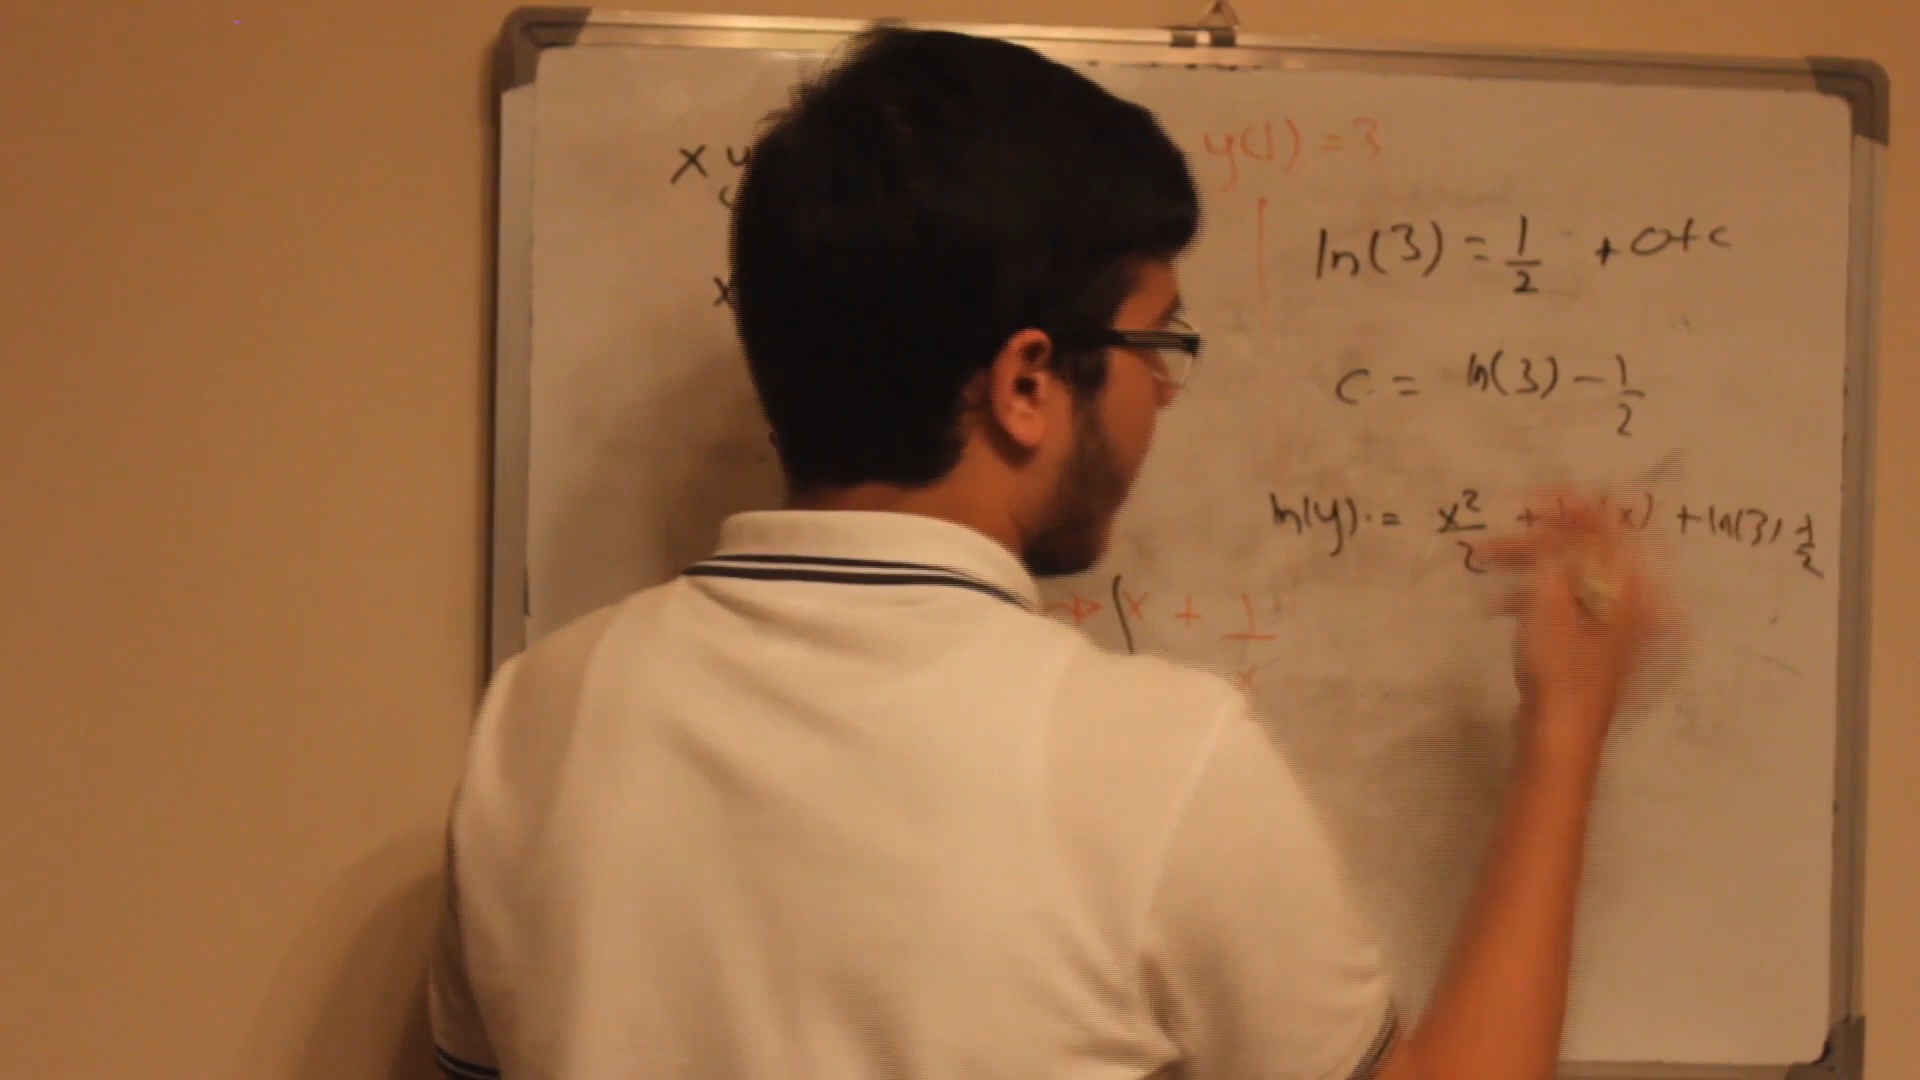 x y
y(1) = 3
x
ln(3) = 1/2 + 0+c
c = ln(3) - 1/2
ln(y) = x²/2 + (x) + ln(3) 1/2
(x + 1/x